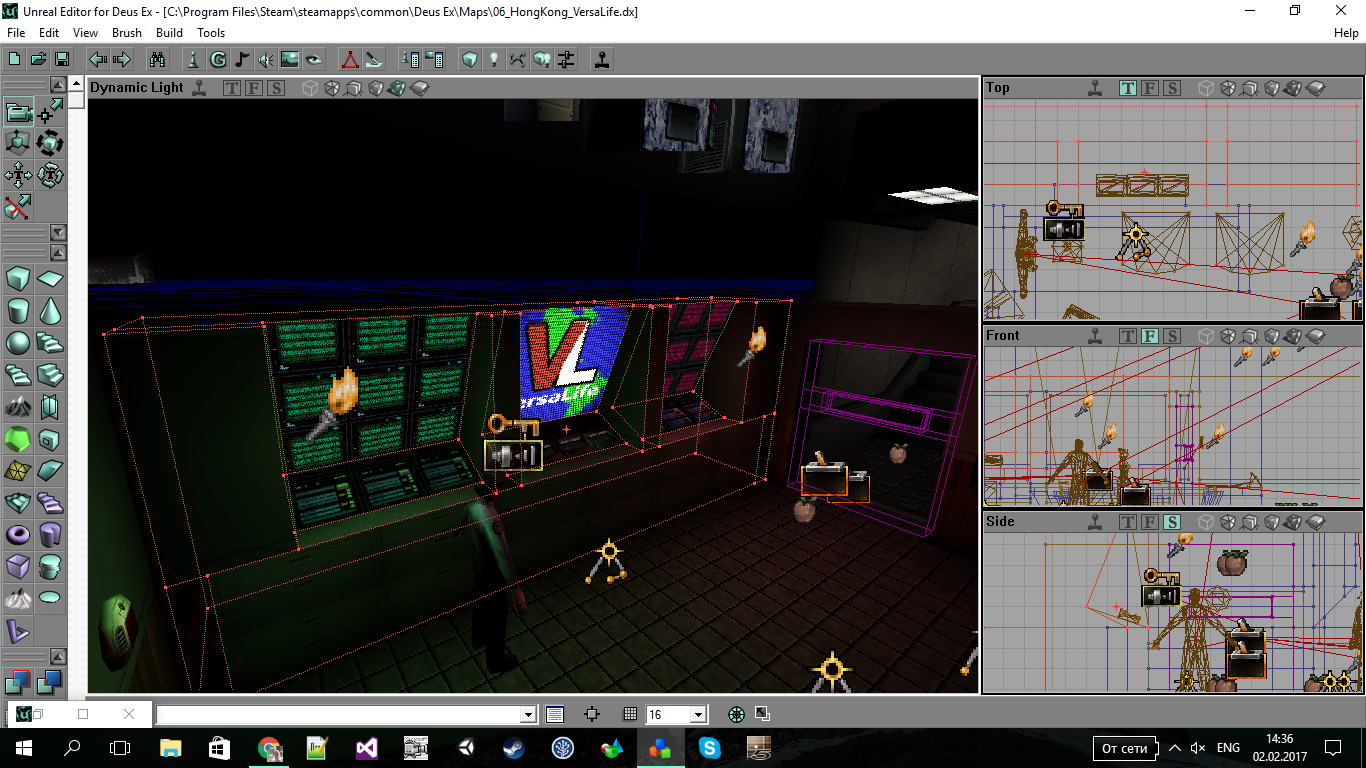 Unreal Editor for Deus Ex - [C:\Program Files\Steam\steamapps\common\Deus Ex\Maps\06_HongKong_VersaLife.dx]
File Edit View Brush Build Tools Help
Dynamic Light T F S
Top T F S
VL
ersaLife
Front T F S
Side T F S
16
От сети ENG 14:36
02.02.2017